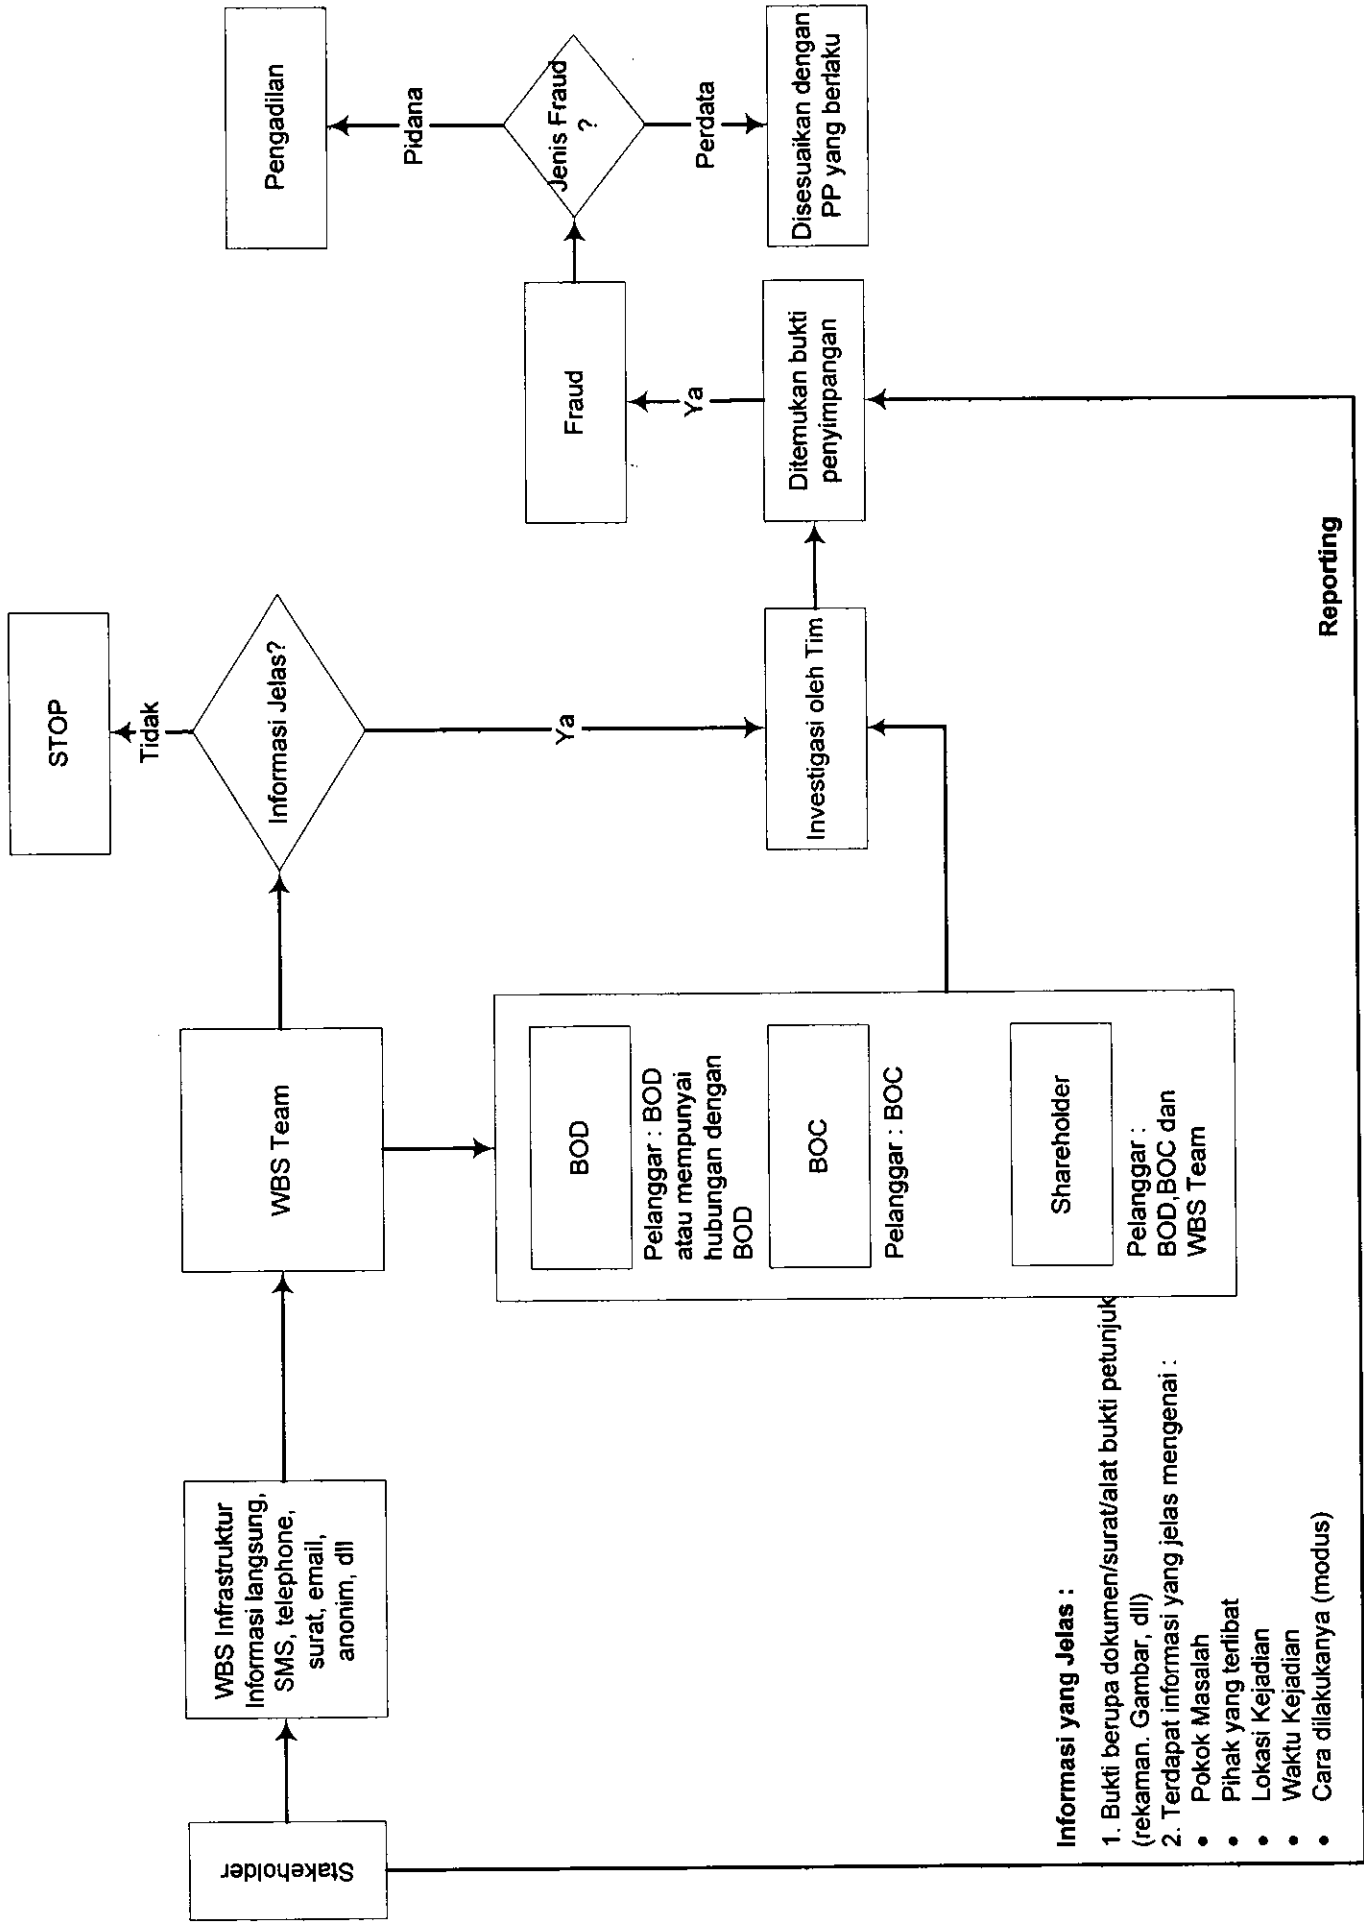 Stakeholder
WBS Infrastruktur
Informasi langsung,
SMS, telephone,
surat, email,
anonim, dll
WBS Team
Informasi Jelas?
Tidak
STOP
Ya
BOD
Pelanggar : BOD
atau mempunyai
hubungan dengan
BOD
BOC
Pelanggar : BOC
Shareholder
Pelanggar :
BOD,BOC dan
WBS Team
Investigasi oleh Tim
Ditemukan bukti
penyimpangan
Ya
Fraud
Jenis Fraud
?
Pidana
Pengadilan
Perdata
Disesuaikan dengan
PP yang berlaku
Informasi yang Jelas :
1. Bukti berupa dokumen/surat/alat bukti petunjuk
(rekaman. Gambar, dll)
2. Terdapat informasi yang jelas mengenai :
• Pokok Masalah
• Pihak yang terlibat
• Lokasi Kejadian
• Waktu Kejadian
• Cara dilakukanya (modus)
Reporting